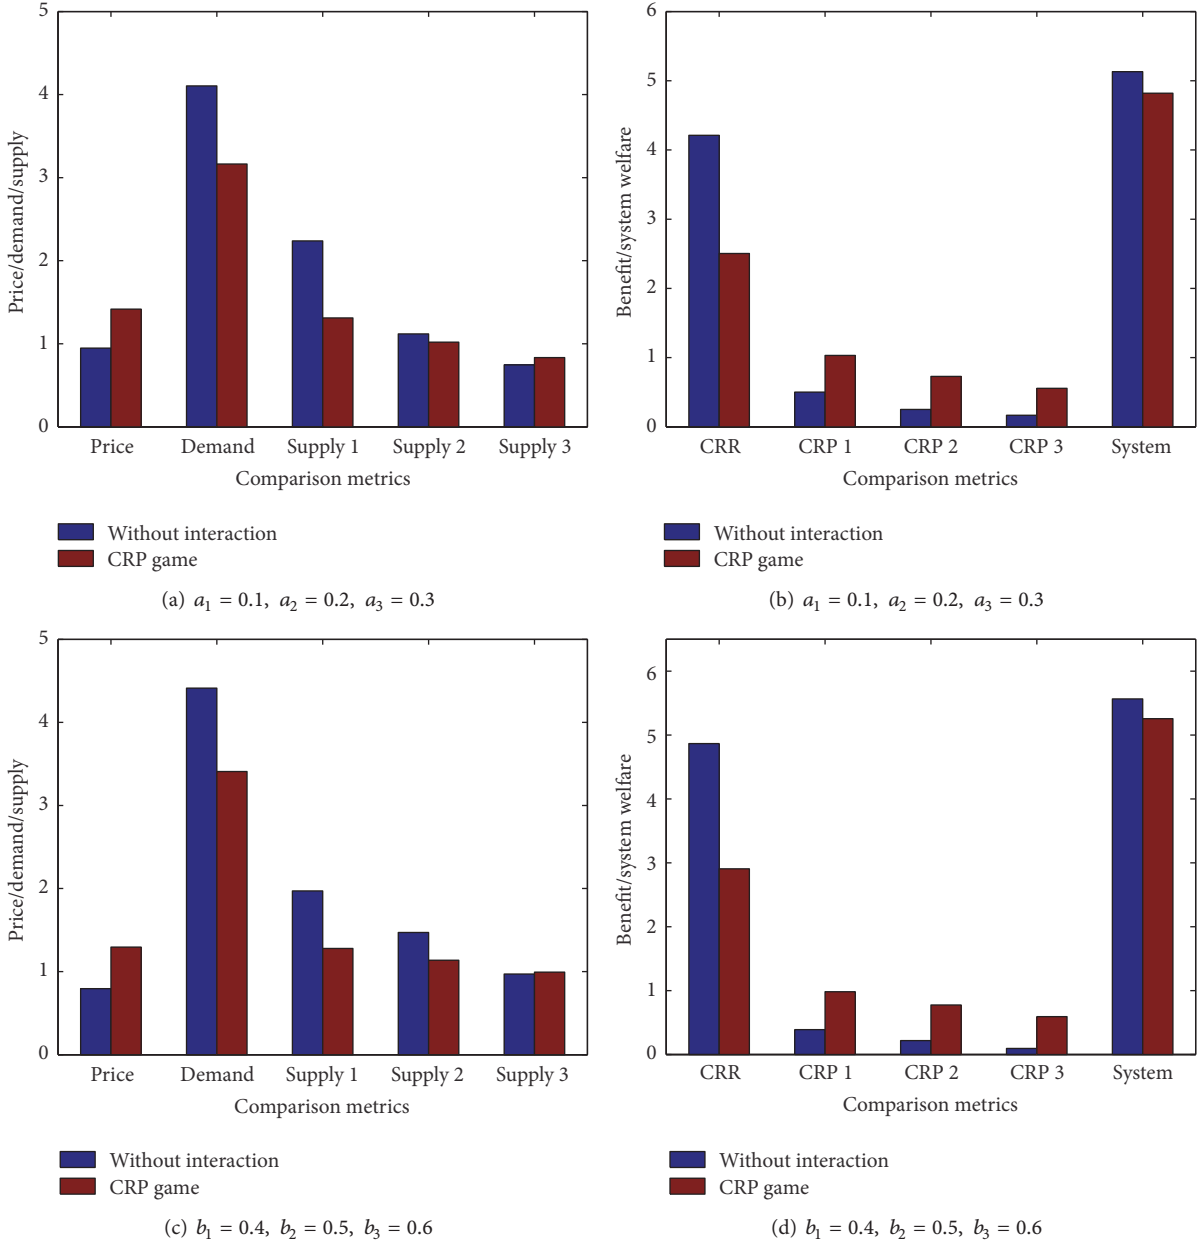 Price/demand/supply
5
4
3
2
1
0
Price Demand Supply 1 Supply 2 Supply 3
Comparison metrics
Without interaction
CRP game
(a) a₁ = 0.1, a₂ = 0.2, a₃ = 0.3
Benefit/system welfare
6
5
4
3
2
1
0
CRR CRP 1 CRP 2 CRP 3 System
Comparison metrics
Without interaction
CRP game
(b) a₁ = 0.1, a₂ = 0.2, a₃ = 0.3
Price/demand/supply
5
4
3
2
1
0
Price Demand Supply 1 Supply 2 Supply 3
Comparison metrics
Without interaction
CRP game
(c) b₁ = 0.4, b₂ = 0.5, b₃ = 0.6
Benefit/system welfare
6
5
4
3
2
1
0
CRR CRP 1 CRP 2 CRP 3 System
Comparison metrics
Without interaction
CRP game
(d) b₁ = 0.4, b₂ = 0.5, b₃ = 0.6